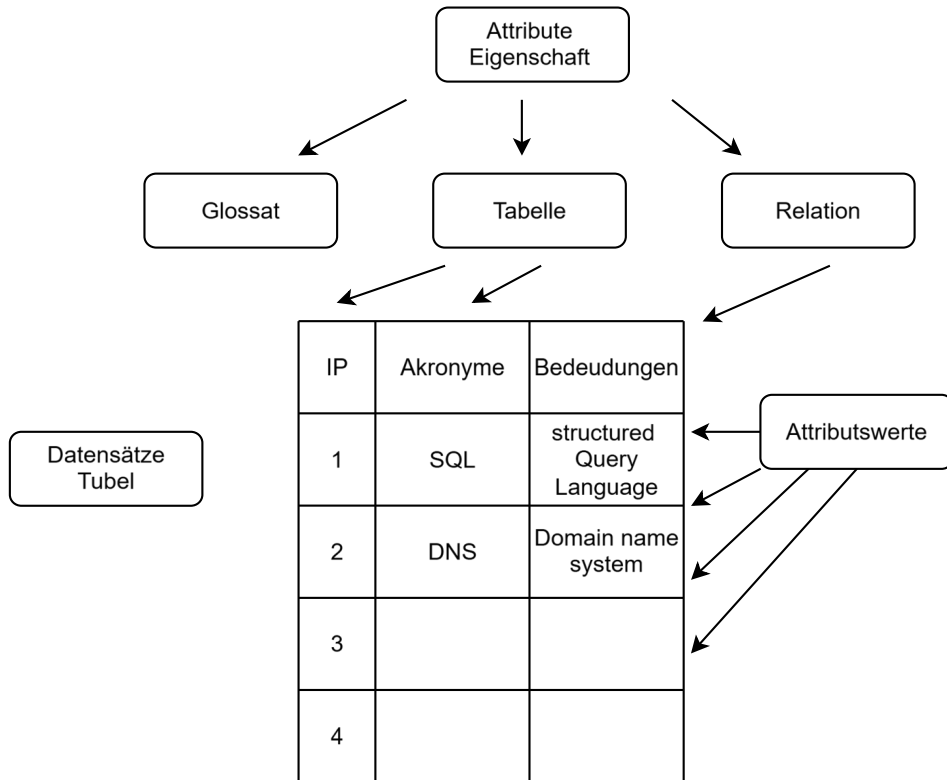 Attribute
Eigenschaft
Glossat
Tabelle
Relation
IP
Akronyme
Bedeudungen
Attributswerte
Datensätze
Tubel
1
SQL
structured
Query
Language
2
DNS
Domain name
system
3
4